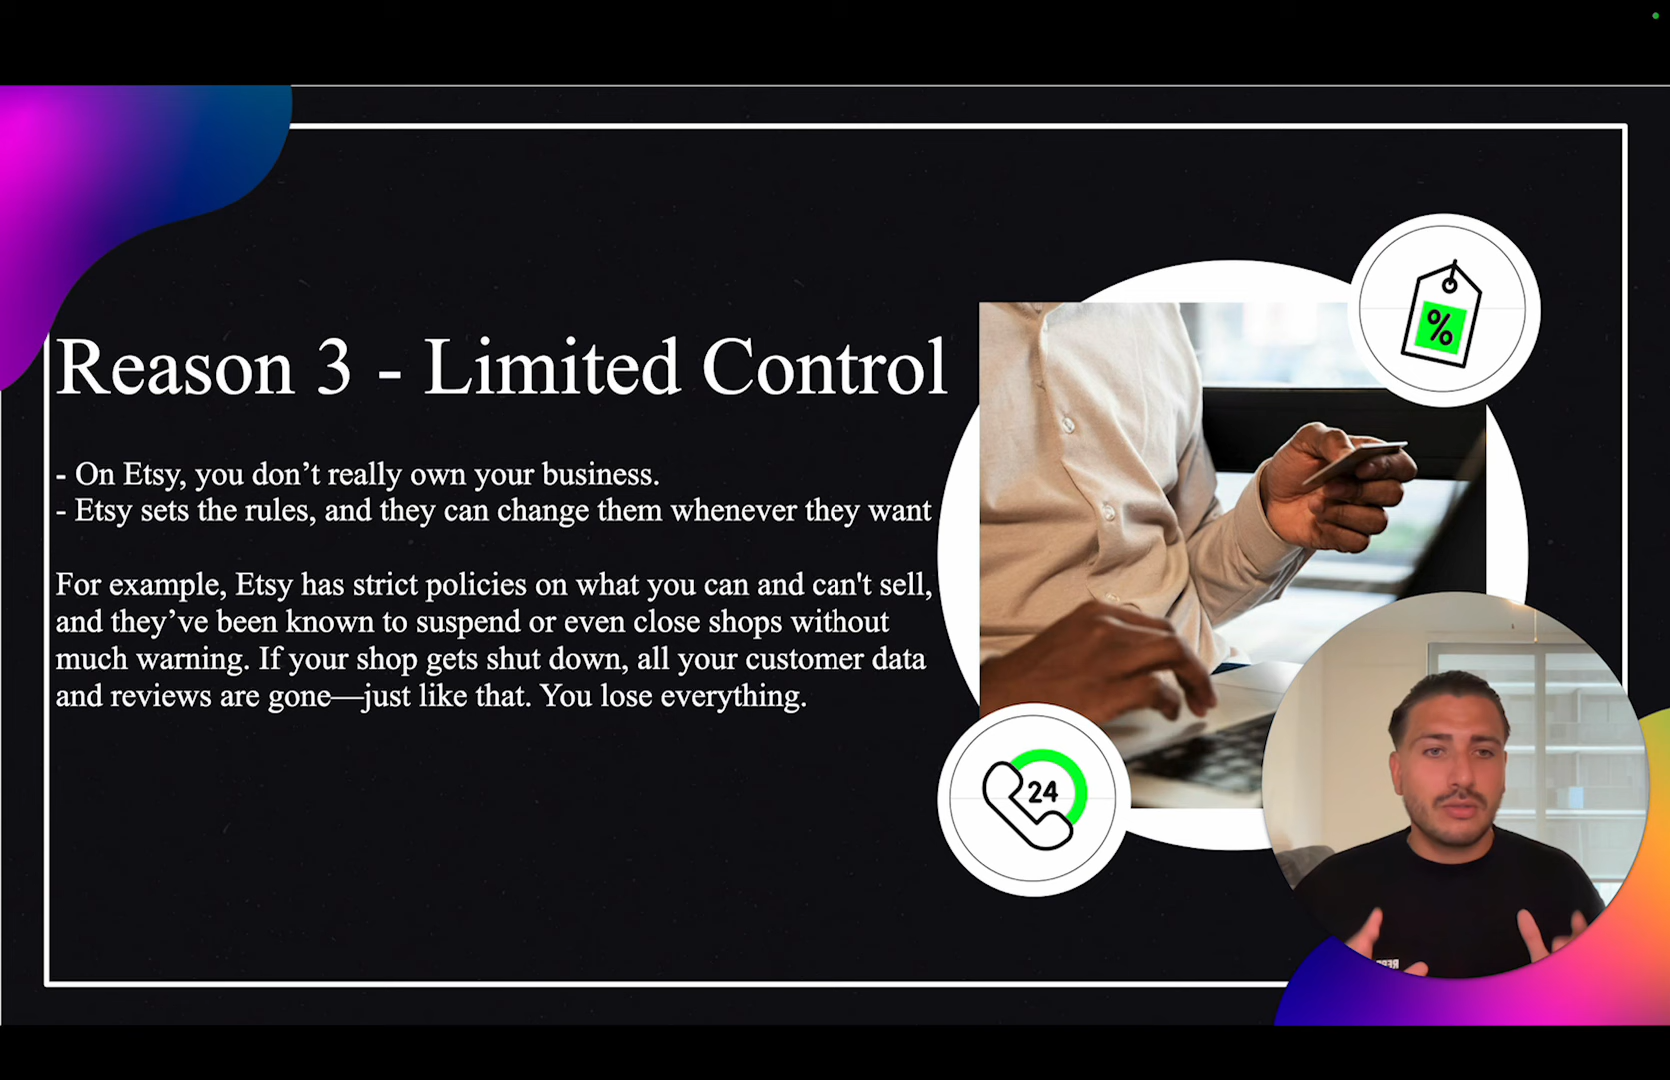 Reason 3 - Limited Control
- On Etsy, you don’t really own your business.
- Etsy sets the rules, and they can change them whenever they want
For example, Etsy has strict policies on what you can and can't sell,
and they’ve been known to suspend or even close shops without
much warning. If your shop gets shut down, all your customer data
and reviews are gone—just like that. You lose everything.
%
24